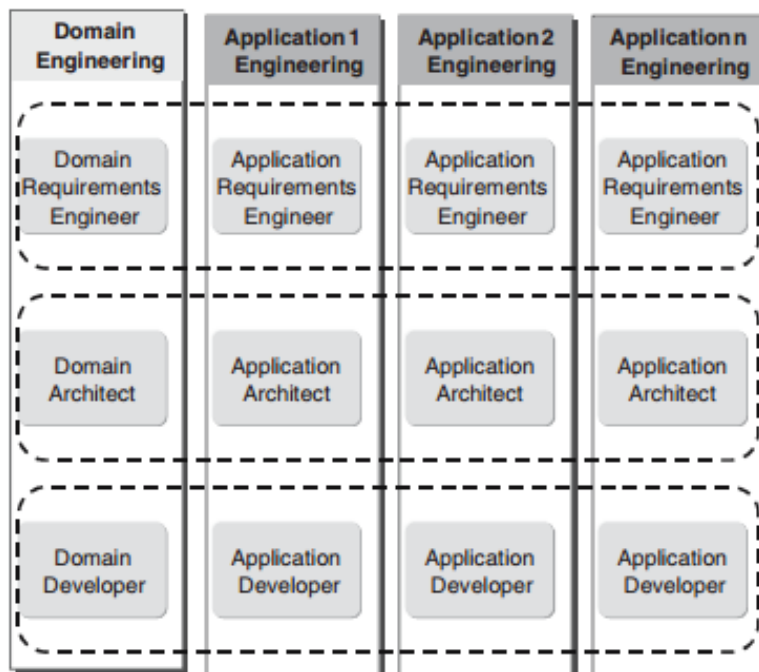 Domain
Engineering
Application 1
Engineering
Application 2
Engineering
Application n
Engineering
Domain
Requirements
Engineer
Application
Requirements
Engineer
Application
Requirements
Engineer
Application
Requirements
Engineer
Domain
Architect
Application
Architect
Application
Architect
Application
Architect
Domain
Developer
Application
Developer
Application
Developer
Application
Developer